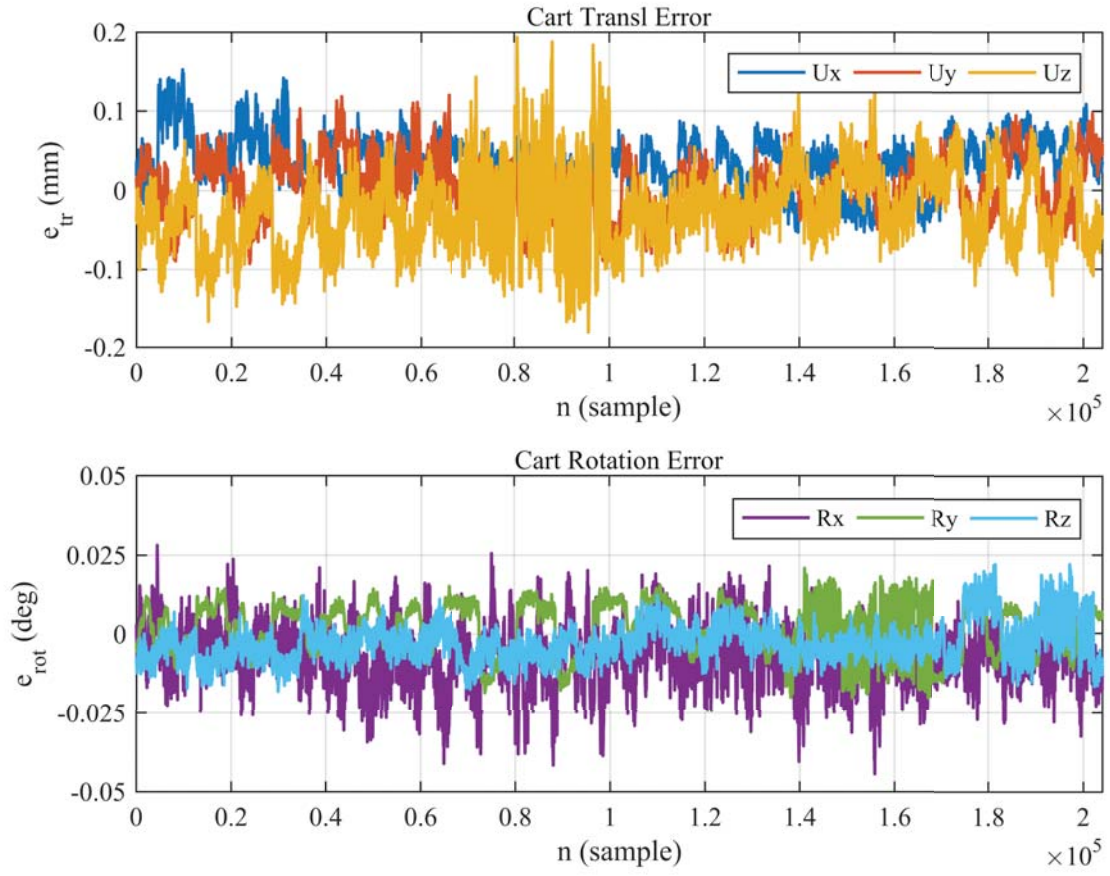 Cart Transl Error
0.2
0.1
0
-0.1
-0.2
e_tr (mm)
Ux Uy Uz
0 0.2 0.4 0.6 0.8 1 1.2 1.4 1.6 1.8 2
n (sample)
×10^5
Cart Rotation Error
0.05
0.025
0
-0.025
-0.05
e_rot (deg)
Rx Ry Rz
0 0.2 0.4 0.6 0.8 1 1.2 1.4 1.6 1.8 2
n (sample)
×10^5